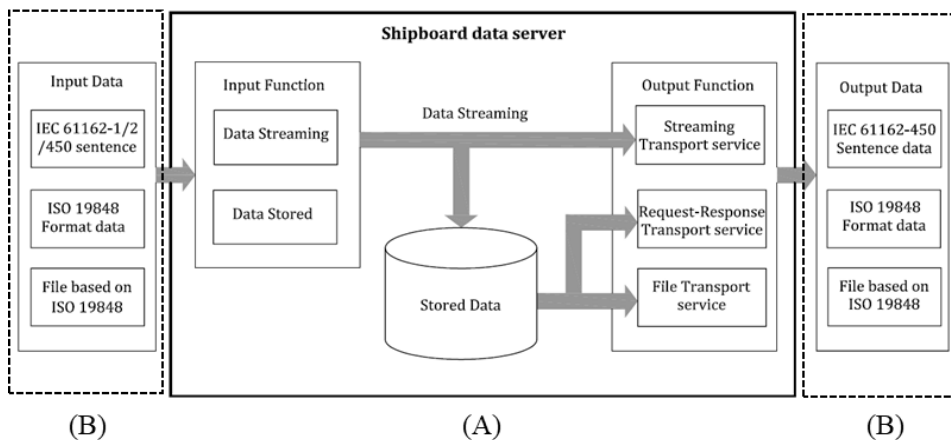 Shipboard data server
Input Data
IEC 61162-1/2
/450 sentence
ISO 19848
Format data
File based on
ISO 19848
Input Function
Data Streaming
Data Stored
Data Streaming
Stored Data
Output Function
Streaming
Transport service
Request-Response
Transport service
File Transport
service
Output Data
IEC 61162-450
Sentence data
ISO 19848
Format data
File based on
ISO 19848
(B)
(A)
(B)